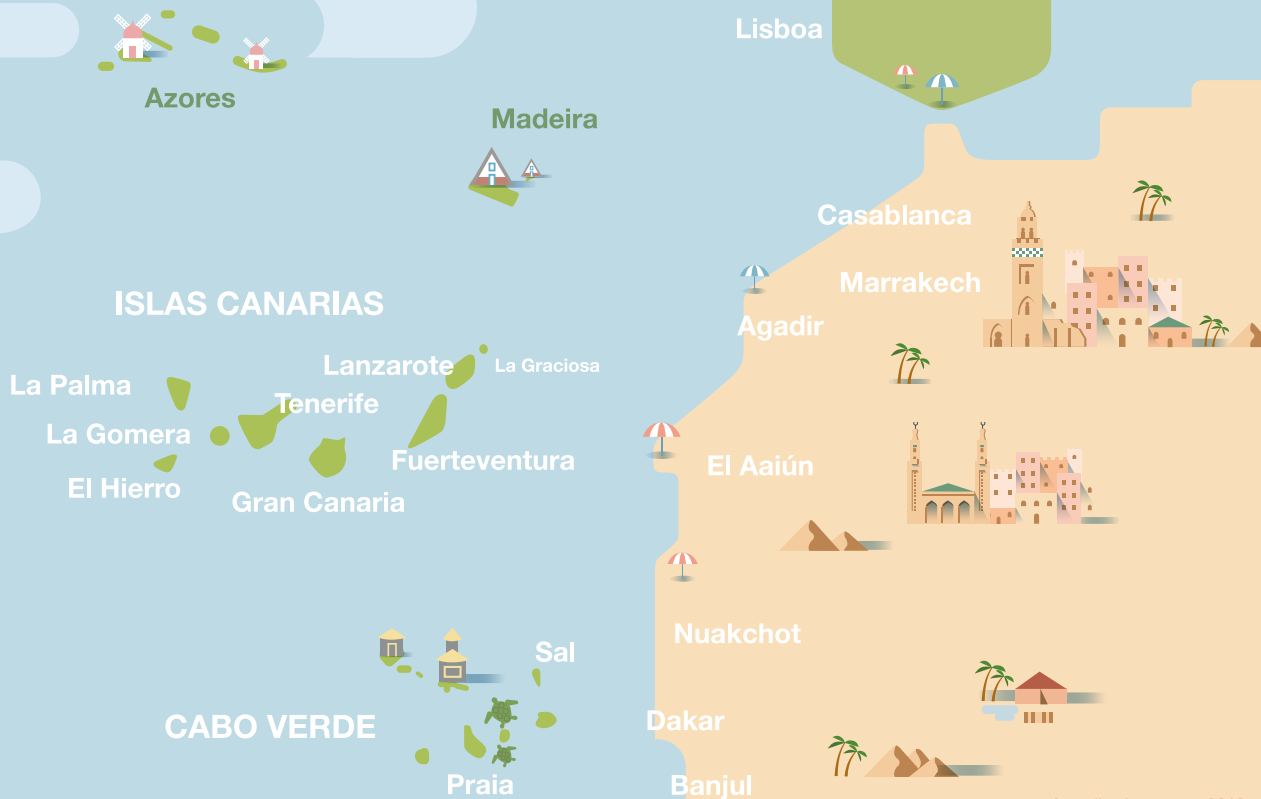 Lisboa
Azores
Madeira
Casablanca
Marrakech
ISLAS CANARIAS
Agadir
Lanzarote
La Graciosa
La Palma
Tenerife
La Gomera
Fuerteventura
El Aaiún
El Hierro
Gran Canaria
Nuakchot
Sal
CABO VERDE
Dakar
Praia
Banjul